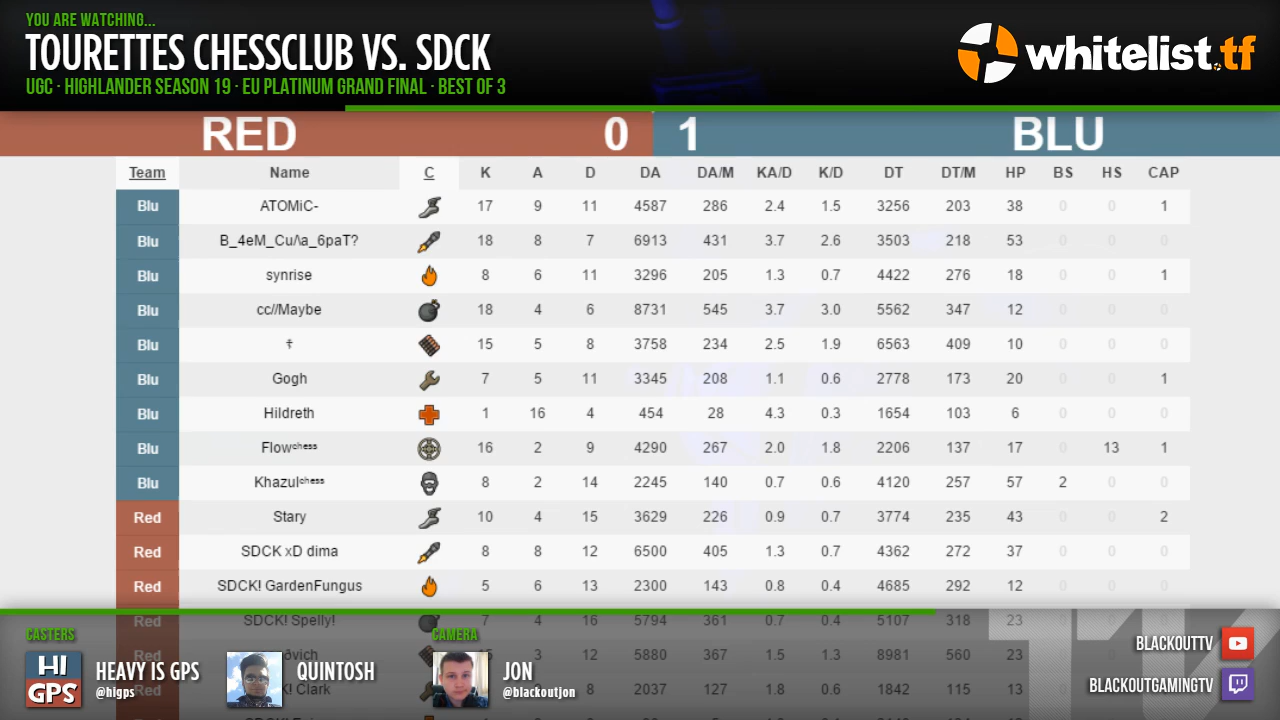 YOU ARE WATCHING...
TOURETTES CHESSCLUB VS. SDCK
UGC · HIGHLANDER SEASON 19 · EU PLATINUM GRAND FINAL · BEST OF 3
whitelist.tf
RED 0 1 BLU
Team Name C K A D DA DA/M KA/D K/D DT DT/M HP BS HS CAP
Blu ATOMiC- 17 9 11 4587 286 2.4 1.5 3256 203 38 0 0 1
Blu B_4eM_Cu/\a_6paT? 18 8 7 6913 431 3.7 2.6 3503 218 53 0 0 0
Blu synrise 8 6 11 3296 205 1.3 0.7 4422 276 18 0 0 1
Blu cc//Maybe 18 4 6 8731 545 3.7 3.0 5562 347 12 0 0 0
Blu ✝ 15 5 8 3758 234 2.5 1.9 6563 409 10 0 0 0
Blu Gogh 7 5 11 3345 208 1.1 0.6 2778 173 20 0 0 1
Blu Hildreth 1 16 4 454 28 4.3 0.3 1654 103 6 0 0 0
Blu Flowᶜʰᵉˢˢ 16 2 9 4290 267 2.0 1.8 2206 137 17 0 13 1
Blu Khazulᶜʰᵉˢˢ 8 2 14 2245 140 0.7 0.6 4120 257 57 2 0 0
Red Stary 10 4 15 3629 226 0.9 0.7 3774 235 43 0 0 2
Red SDCK xD dima 8 8 12 6500 405 1.3 0.7 4362 272 37 0 0 0
Red SDCK! GardenFungus 5 6 13 2300 143 0.8 0.4 4685 292 12 0 0 0
Red SDCK! Spelly! 7 4 16 5794 361 0.7 0.4 5107 318 23 0 0 0
Red 3 12 5880 367 1.5 1.3 8981 560 23
Red Clark 8 2037 127 1.8 0.6 1842 115 13
CASTERS
HI GPS
HEAVY IS GPS
@higps
QUINTOSH
CAMERA
JON
@blackoutjon
BLACKOUTTV
BLACKOUTGAMINGTV